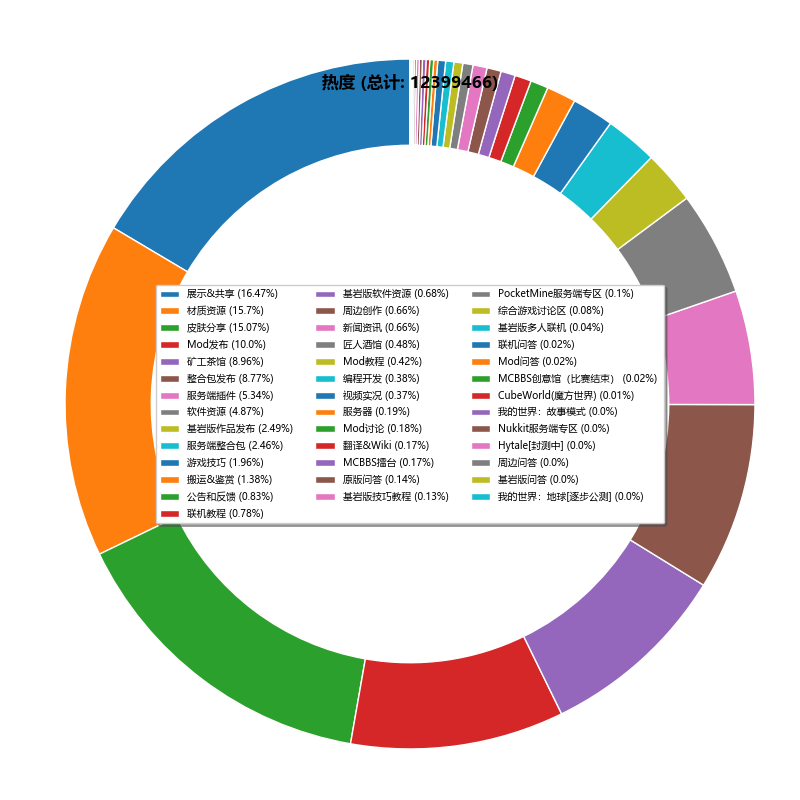 热度 (总计: 12399466)
展示&共享 (16.47%)
材质资源 (15.7%)
皮肤分享 (15.07%)
Mod发布 (10.0%)
矿工茶馆 (8.96%)
整合包发布 (8.77%)
服务端插件 (5.34%)
软件资源 (4.87%)
基岩版作品发布 (2.49%)
服务端整合包 (2.46%)
游戏技巧 (1.96%)
搬运&鉴赏 (1.38%)
公告和反馈 (0.83%)
联机教程 (0.78%)
基岩版软件资源 (0.68%)
周边创作 (0.66%)
新闻资讯 (0.66%)
匠人酒馆 (0.48%)
Mod教程 (0.42%)
编程开发 (0.38%)
视频实况 (0.37%)
服务器 (0.19%)
Mod讨论 (0.18%)
翻译&Wiki (0.17%)
MCBBS擂台 (0.17%)
原版问答 (0.14%)
基岩版技巧教程 (0.13%)
PocketMine服务端专区 (0.1%)
综合游戏讨论区 (0.08%)
基岩版多人联机 (0.04%)
联机问答 (0.02%)
Mod问答 (0.02%)
MCBBS创意馆（比赛结束） (0.02%)
CubeWorld(魔方世界) (0.01%)
我的世界：故事模式 (0.0%)
Nukkit服务端专区 (0.0%)
Hytale[封测中] (0.0%)
周边问答 (0.0%)
基岩版问答 (0.0%)
我的世界：地球[逐步公测] (0.0%)